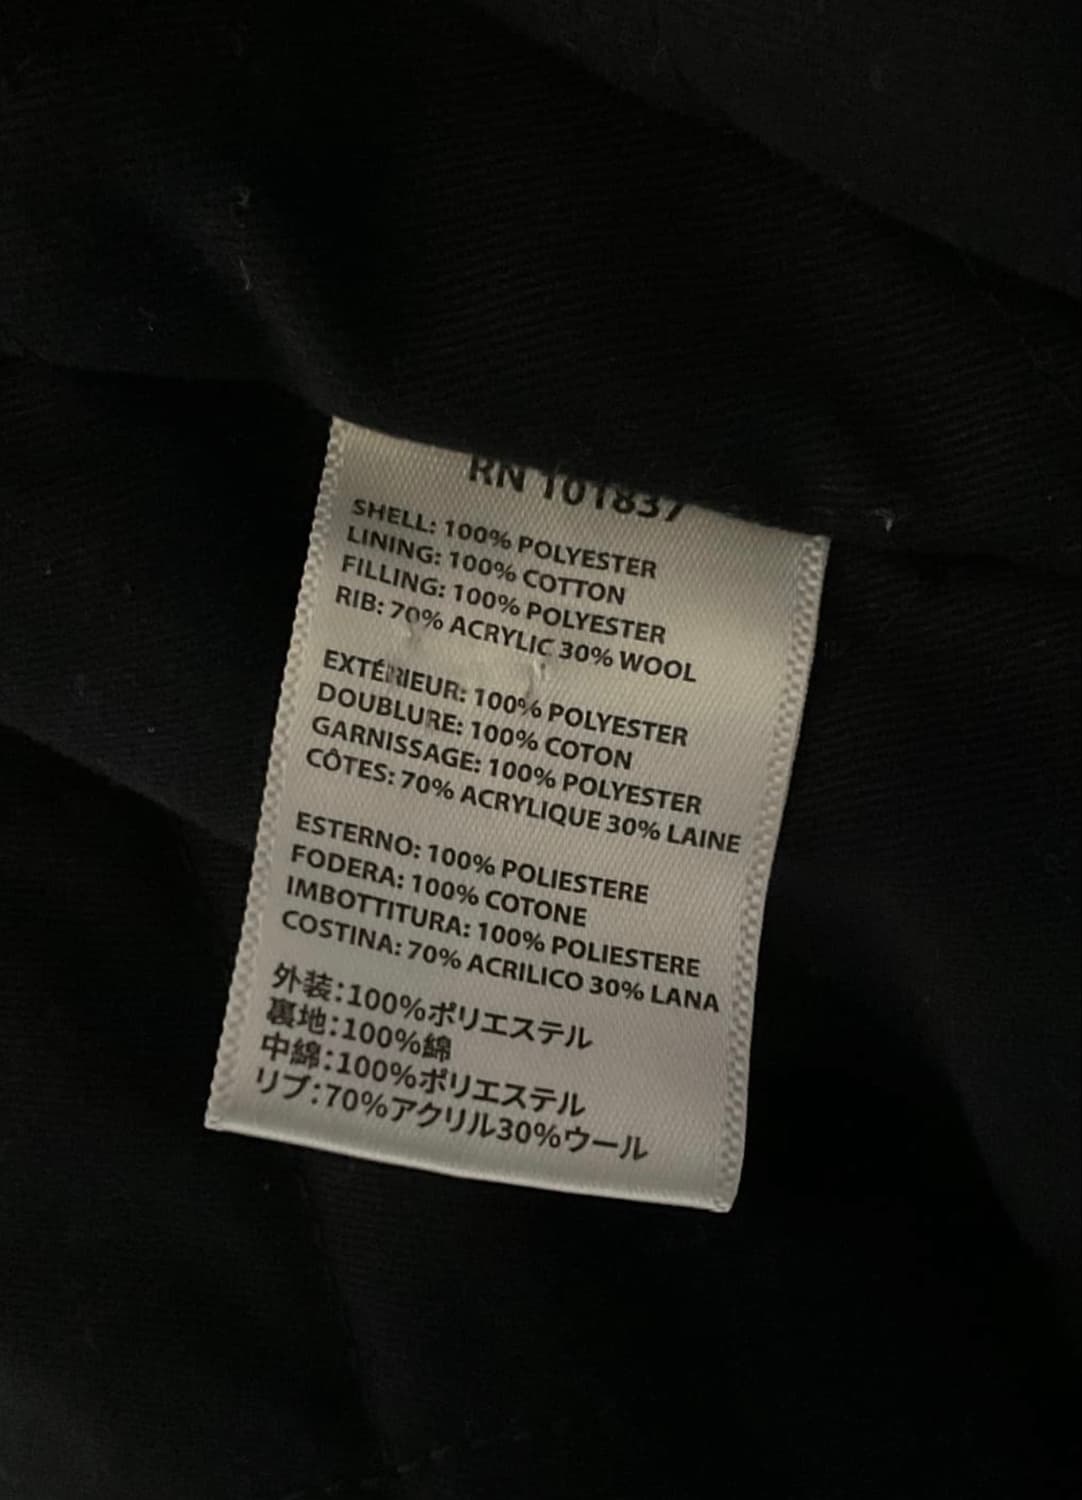 RN 101837
SHELL: 100% POLYESTER
LINING: 100% COTTON
FILLING: 100% POLYESTER
RIB: 70% ACRYLIC 30% WOOL
EXTÉRIEUR: 100% POLYESTER
DOUBLURE: 100% COTON
GARNISSAGE: 100% POLYESTER
CÔTES: 70% ACRYLIQUE 30% LAINE
ESTERNO: 100% POLIESTERE
FODERA: 100% COTONE
IMBOTTITURA: 100% POLIESTERE
COSTINA: 70% ACRILICO 30% LANA
外装:100%ポリエステル
裏地:100%綿
中綿:100%ポリエステル
リブ:70%アクリル30%ウール